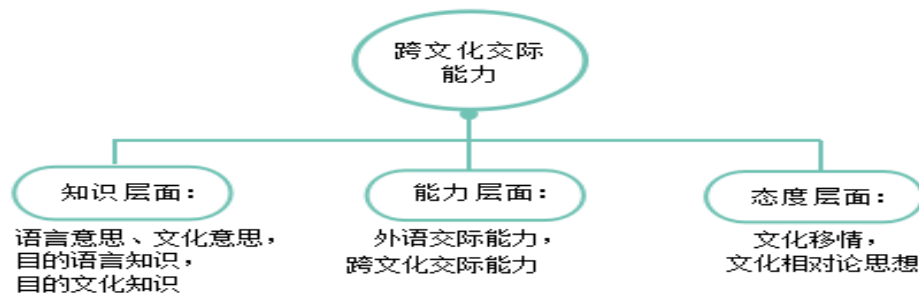 跨文化交际
能力
知识层面：
能力层面：
态度层面：
语言意思、文化意思，
目的语言知识，
目的文化知识
外语交际能力，
跨文化交际能力
文化移情，
文化相对论思想